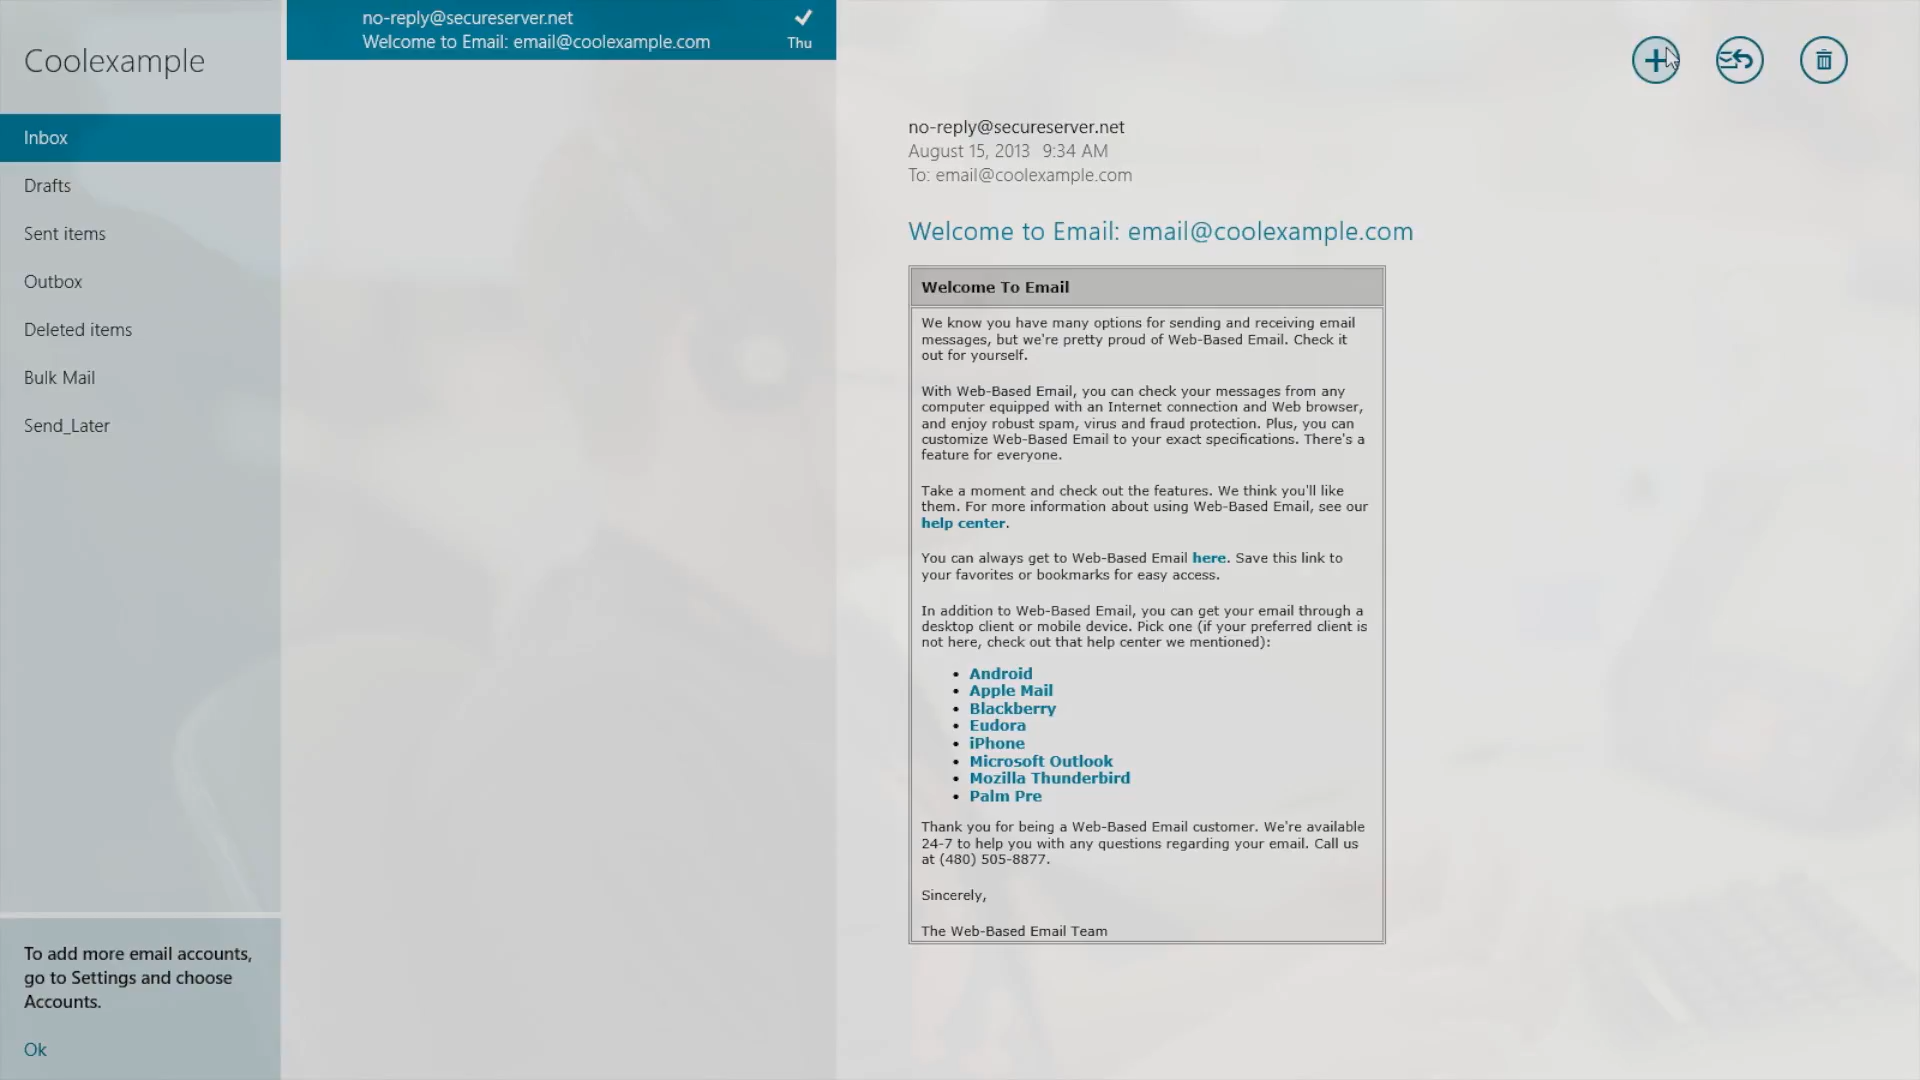 Coolexample
Inbox
Drafts
Sent items
Outbox
Deleted items
Bulk Mail
Send_Later
To add more email accounts,
go to Settings and choose
Accounts.
Ok
no-reply@secureserver.net
Welcome to Email: email@coolexample.com
Thu
no-reply@secureserver.net
August 15, 2013 9:34 AM
To: email@coolexample.com
Welcome to Email: email@coolexample.com
Welcome To Email
We know you have many options for sending and receiving email
messages, but we're pretty proud of Web-Based Email. Check it
out for yourself.
With Web-Based Email, you can check your messages from any
computer equipped with an Internet connection and Web browser,
and enjoy robust spam, virus and fraud protection. Plus, you can
customize Web-Based Email to your exact specifications. There's a
feature for everyone.
Take a moment and check out the features. We think you'll like
them. For more information about using Web-Based Email, see our
help center.
You can always get to Web-Based Email here. Save this link to
your favorites or bookmarks for easy access.
In addition to Web-Based Email, you can get your email through a
desktop client or mobile device. Pick one (if your preferred client is
not here, check out that help center we mentioned):
• Android
• Apple Mail
• Blackberry
• Eudora
• iPhone
• Microsoft Outlook
• Mozilla Thunderbird
• Palm Pre
Thank you for being a Web-Based Email customer. We're available
24-7 to help you with any questions regarding your email. Call us
at (480) 505-8877.
Sincerely,
The Web-Based Email Team